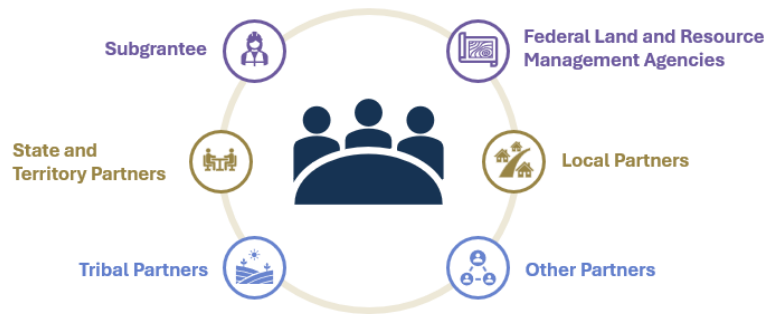 Subgrantee
Federal Land and Resource
Management Agencies
State and
Territory Partners
Local Partners
Tribal Partners
Other Partners